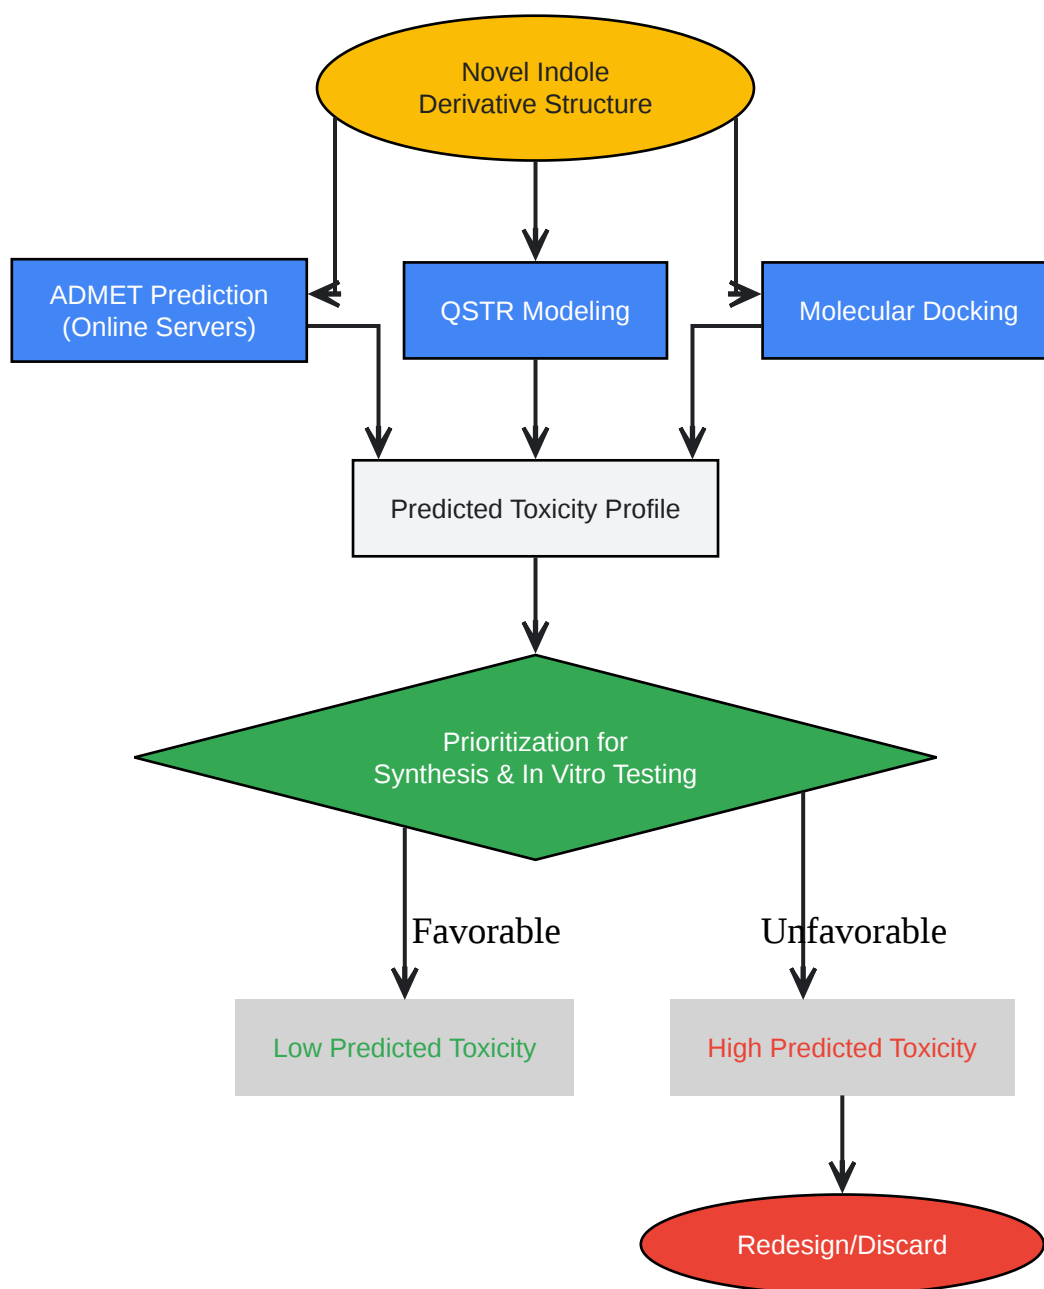 Novel Indole
Derivative Structure
ADMET Prediction
(Online Servers)
QSTR Modeling
Molecular Docking
Predicted Toxicity Profile
Prioritization for
Synthesis & In Vitro Testing
Favorable
Unfavorable
Low Predicted Toxicity
High Predicted Toxicity
Redesign/Discard